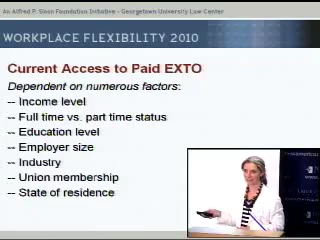 An Alfred P. Sloan Foundation Initiative - Georgetown University Law Center
WORKPLACE FLEXIBILITY 2010
Current Access to Paid EXTO
Dependent on numerous factors:
-- Income level
-- Full time vs. part time status
-- Education level
-- Employer size
-- Industry
-- Union membership
-- State of residence